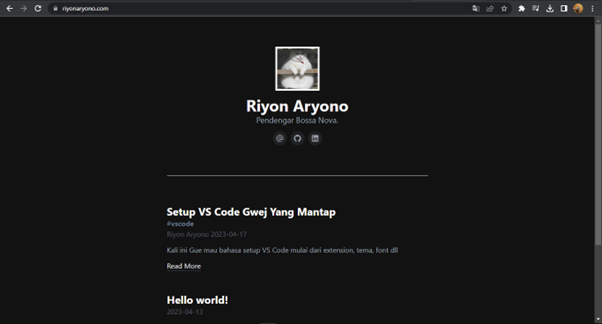 riyonaryono.com
Riyon Aryono
Pendengar Bossa Nova.
Setup VS Code Gwej Yang Mantap
#vscode
Riyon Aryono 2023-04-17
Kali ini Gue mau bahasa setup VS Code mulai dari extension, tema, font dll
Read More
Hello world!
2023-04-13